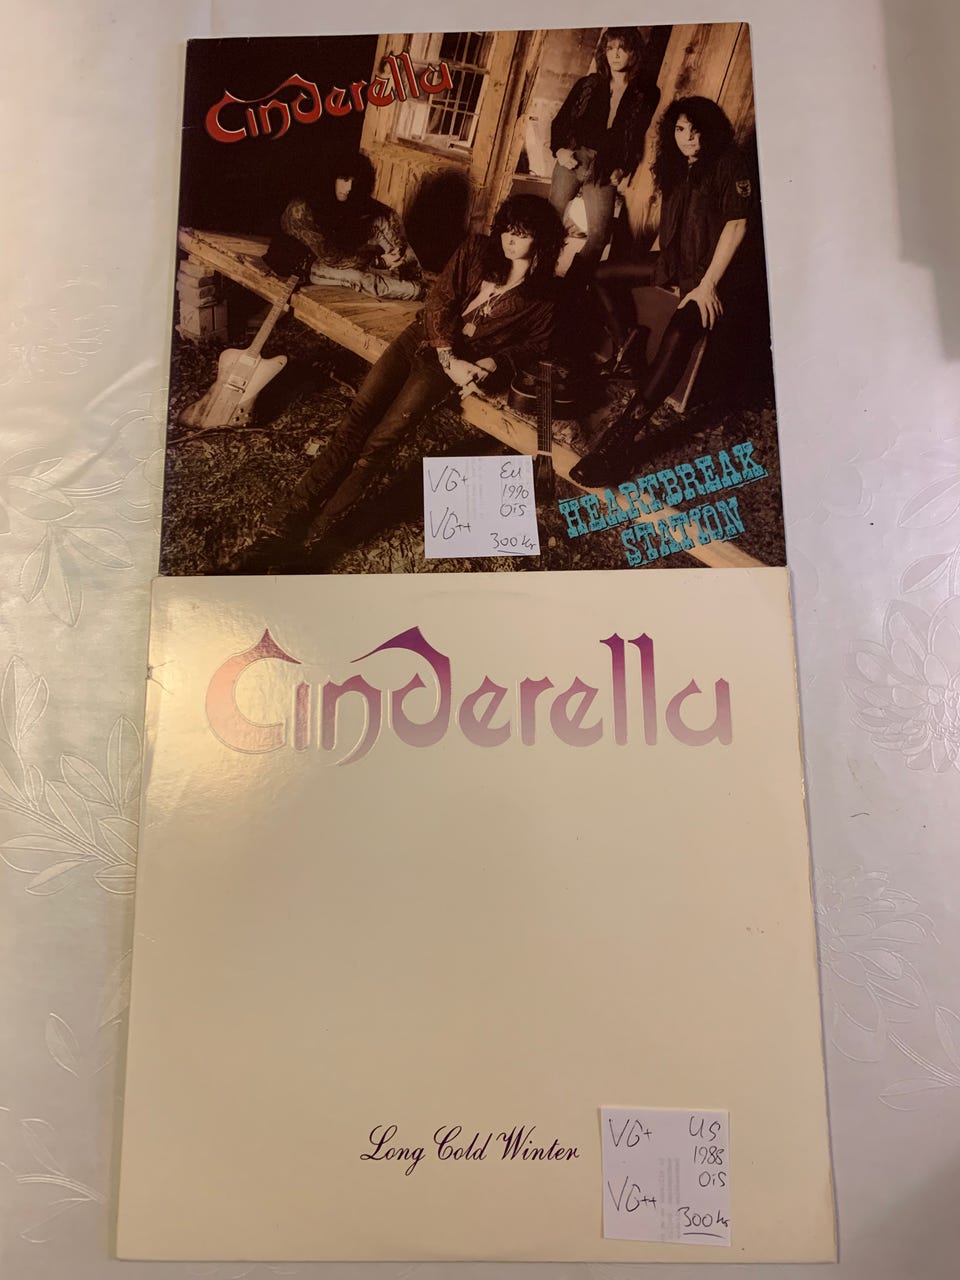 Cinderella
HEARTBREAK
STATION
VG+ EU
1990
VG++ OiS
300 kr
Cinderella
Long Cold Winter
VG+ US
1988
OiS
VG++
300 kr